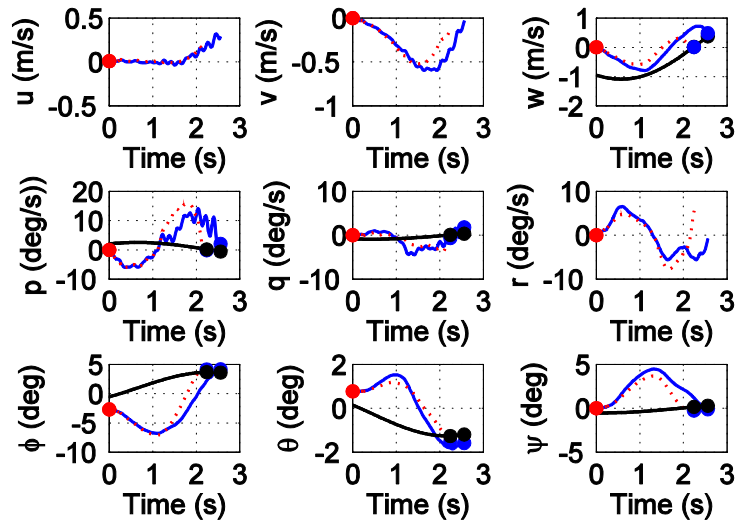 u (m/s)
0.5
0
-0.5
0 1 2 3
Time (s)
v (m/s)
0
-0.5
-1
0 1 2 3
Time (s)
w (m/s)
2
1
0
-1
-2
0 1 2 3
Time (s)
p (deg/s))
20
10
0
-10
0 1 2 3
Time (s)
q (deg/s)
10
0
-10
0 1 2 3
Time (s)
r (deg/s)
10
0
-10
0 1 2 3
Time (s)
ϕ (deg)
5
0
-5
-10
0 1 2 3
Time (s)
θ (deg)
2
0
-2
0 1 2 3
Time (s)
ψ (deg)
5
0
-5
0 1 2 3
Time (s)